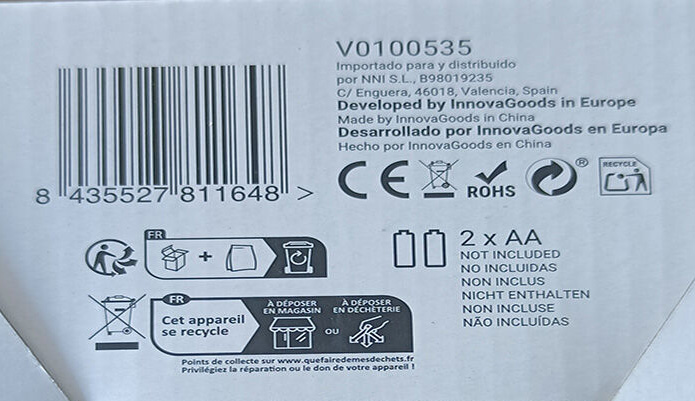 V0100535
Importado para y distribuido
por NNI S.L., B98019235
C/ Enguera, 46018, Valencia, Spain
Developed by InnovaGoods in Europe
Made by InnovaGoods in China
Desarrollado por InnovaGoods en Europa
Hecho por InnovaGoods en China
8 435527 811648 >
CE
ROHS
®
RECYCLE
FR
+
2 x AA
NOT INCLUDED
NO INCLUIDAS
NON INCLUS
NICHT ENTHALTEN
NON INCLUSE
NÃO INCLUÍDAS
FR
Cet appareil
se recycle
À DÉPOSER
EN MAGASIN
OU
À DÉPOSER
EN DÉCHÈTERIE
Points de collecte sur www.quefairedemesdechets.fr
Privilégiez la réparation ou le don de votre appareil !